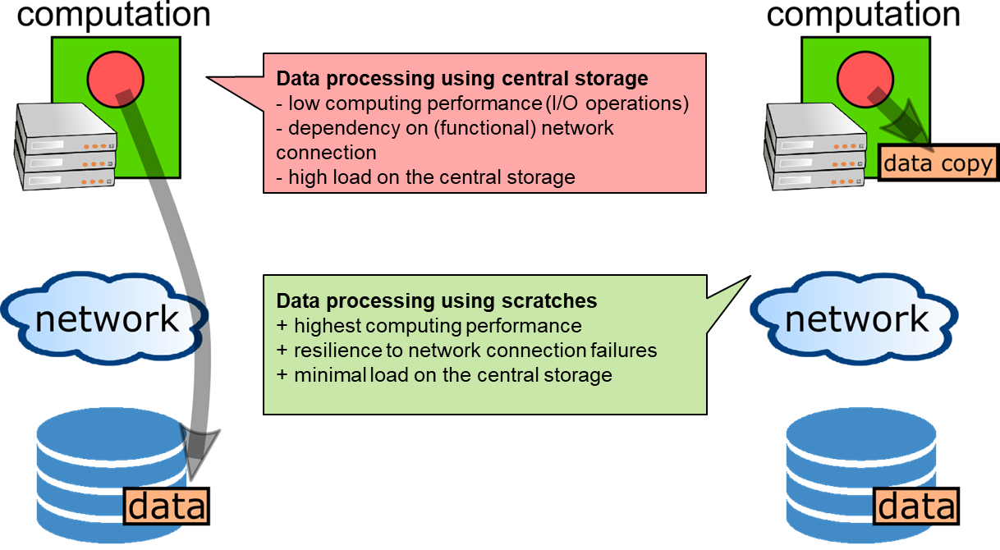 computation
computation
Data processing using central storage
- low computing performance (I/O operations)
- dependency on (functional) network
connection
- high load on the central storage
data copy
network
Data processing using scratches
+ highest computing performance
+ resilience to network connection failures
+ minimal load on the central storage
network
data
data